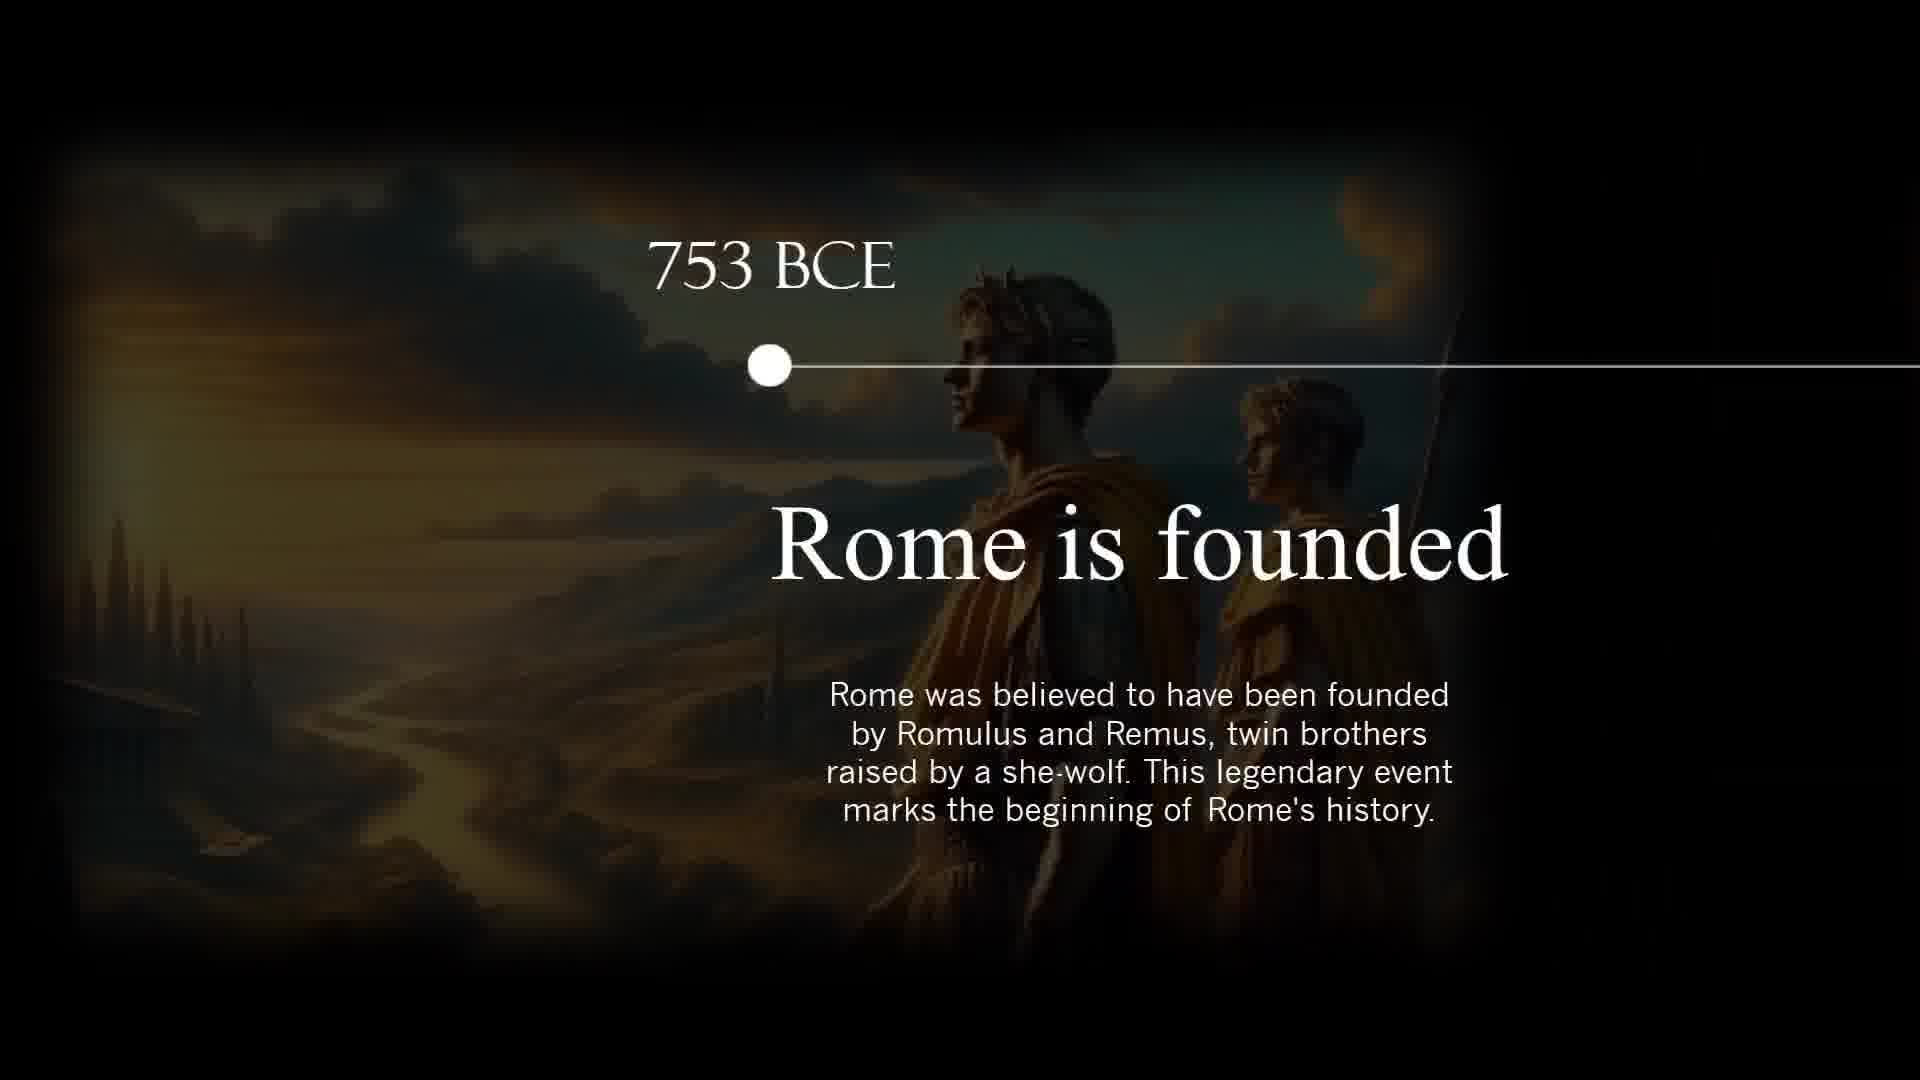 753 BCE
Rome is founded
Rome was believed to have been founded
by Romulus and Remus, twin brothers
raised by a she-wolf. This legendary event
marks the beginning of Rome's history.